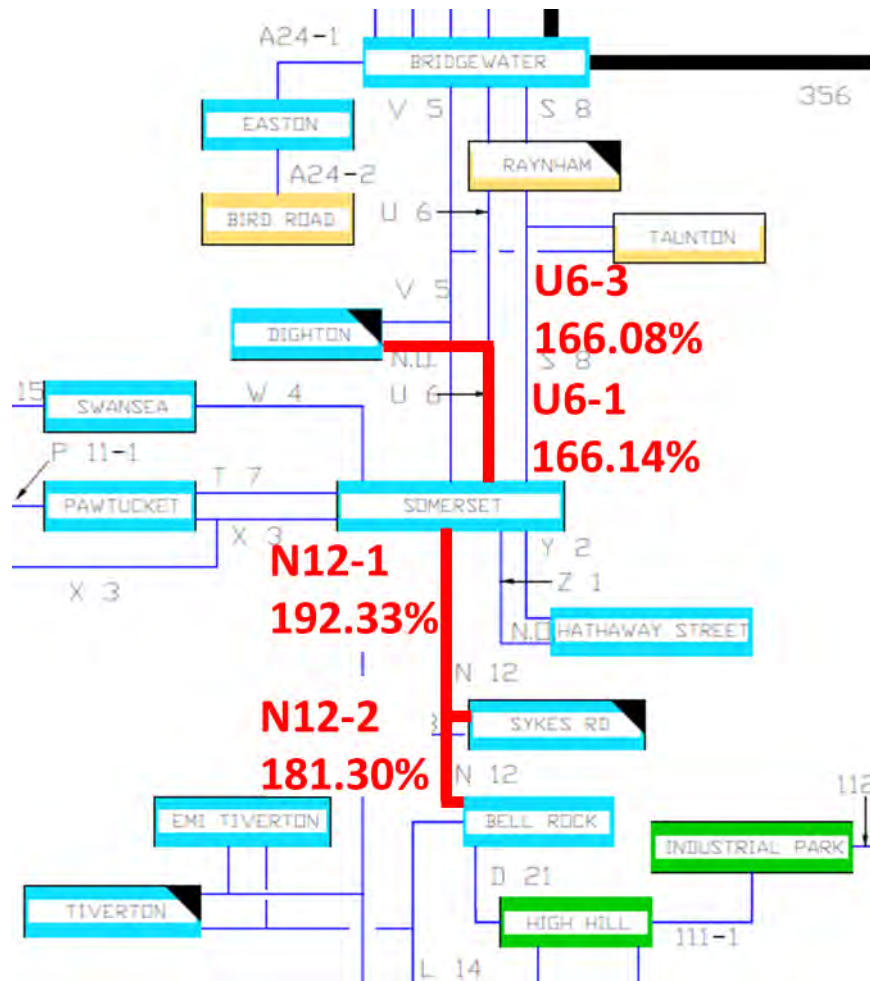 A24-1
BRIDGEWATER
356
V 5
S 8
EASTON
RAYNHAM
A24-2
BIRD ROAD
U 6
TAUNTON
V 5
U6-3
166.08%
DIGHTON
N.O.
S 8
U 6
U6-1
166.14%
15
SWANSEA
W 4
P 11-1
T 7
PAWTUCKET
SOMERSET
X 3
Y 2
X 3
N12-1
192.33%
Z 1
N.O
HATHAWAY STREET
N 12
N12-2
181.30%
SYKES RD
N 12
112
EMI TIVERTON
BELL ROCK
INDUSTRIAL PARK
D 21
TIVERTON
HIGH HILL
111-1
L 14